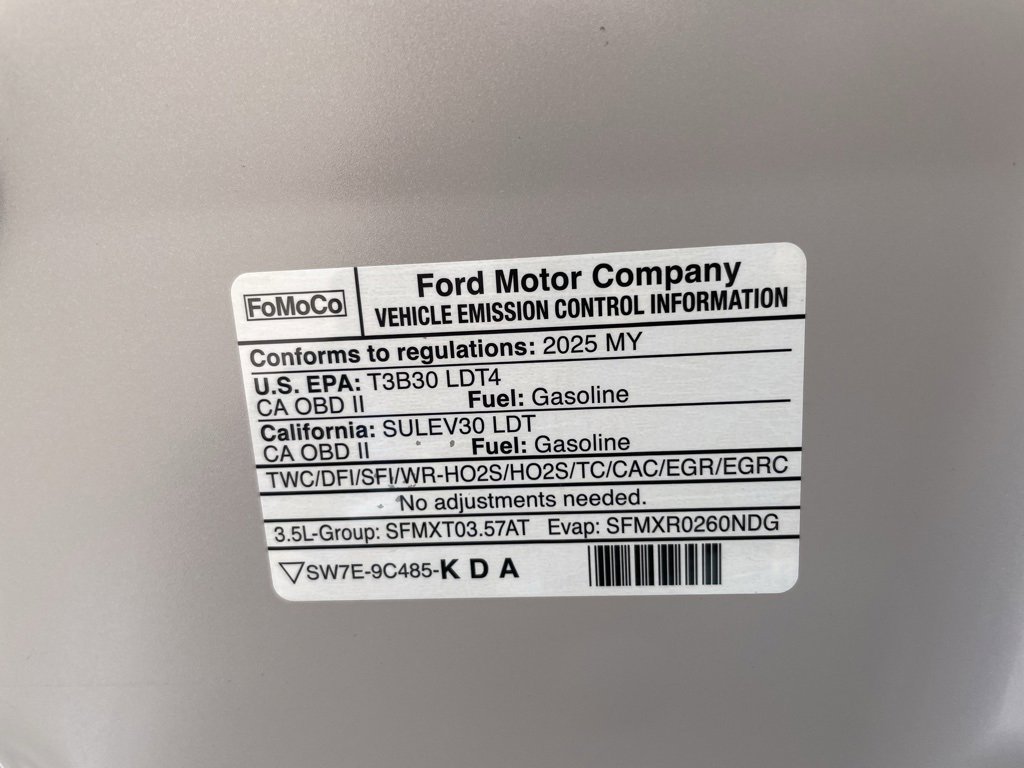 FoMoCo
Ford Motor Company
VEHICLE EMISSION CONTROL INFORMATION
Conforms to regulations: 2025 MY
U.S. EPA: T3B30 LDT4
CA OBD II Fuel: Gasoline
California: SULEV30 LDT
CA OBD II Fuel: Gasoline
TWC/DFI/SFI/WR-HO2S/HO2S/TC/CAC/EGR/EGRC
No adjustments needed.
3.5L-Group: SFMXT03.57AT Evap: SFMXR0260NDG
SW7E-9C485-K D A